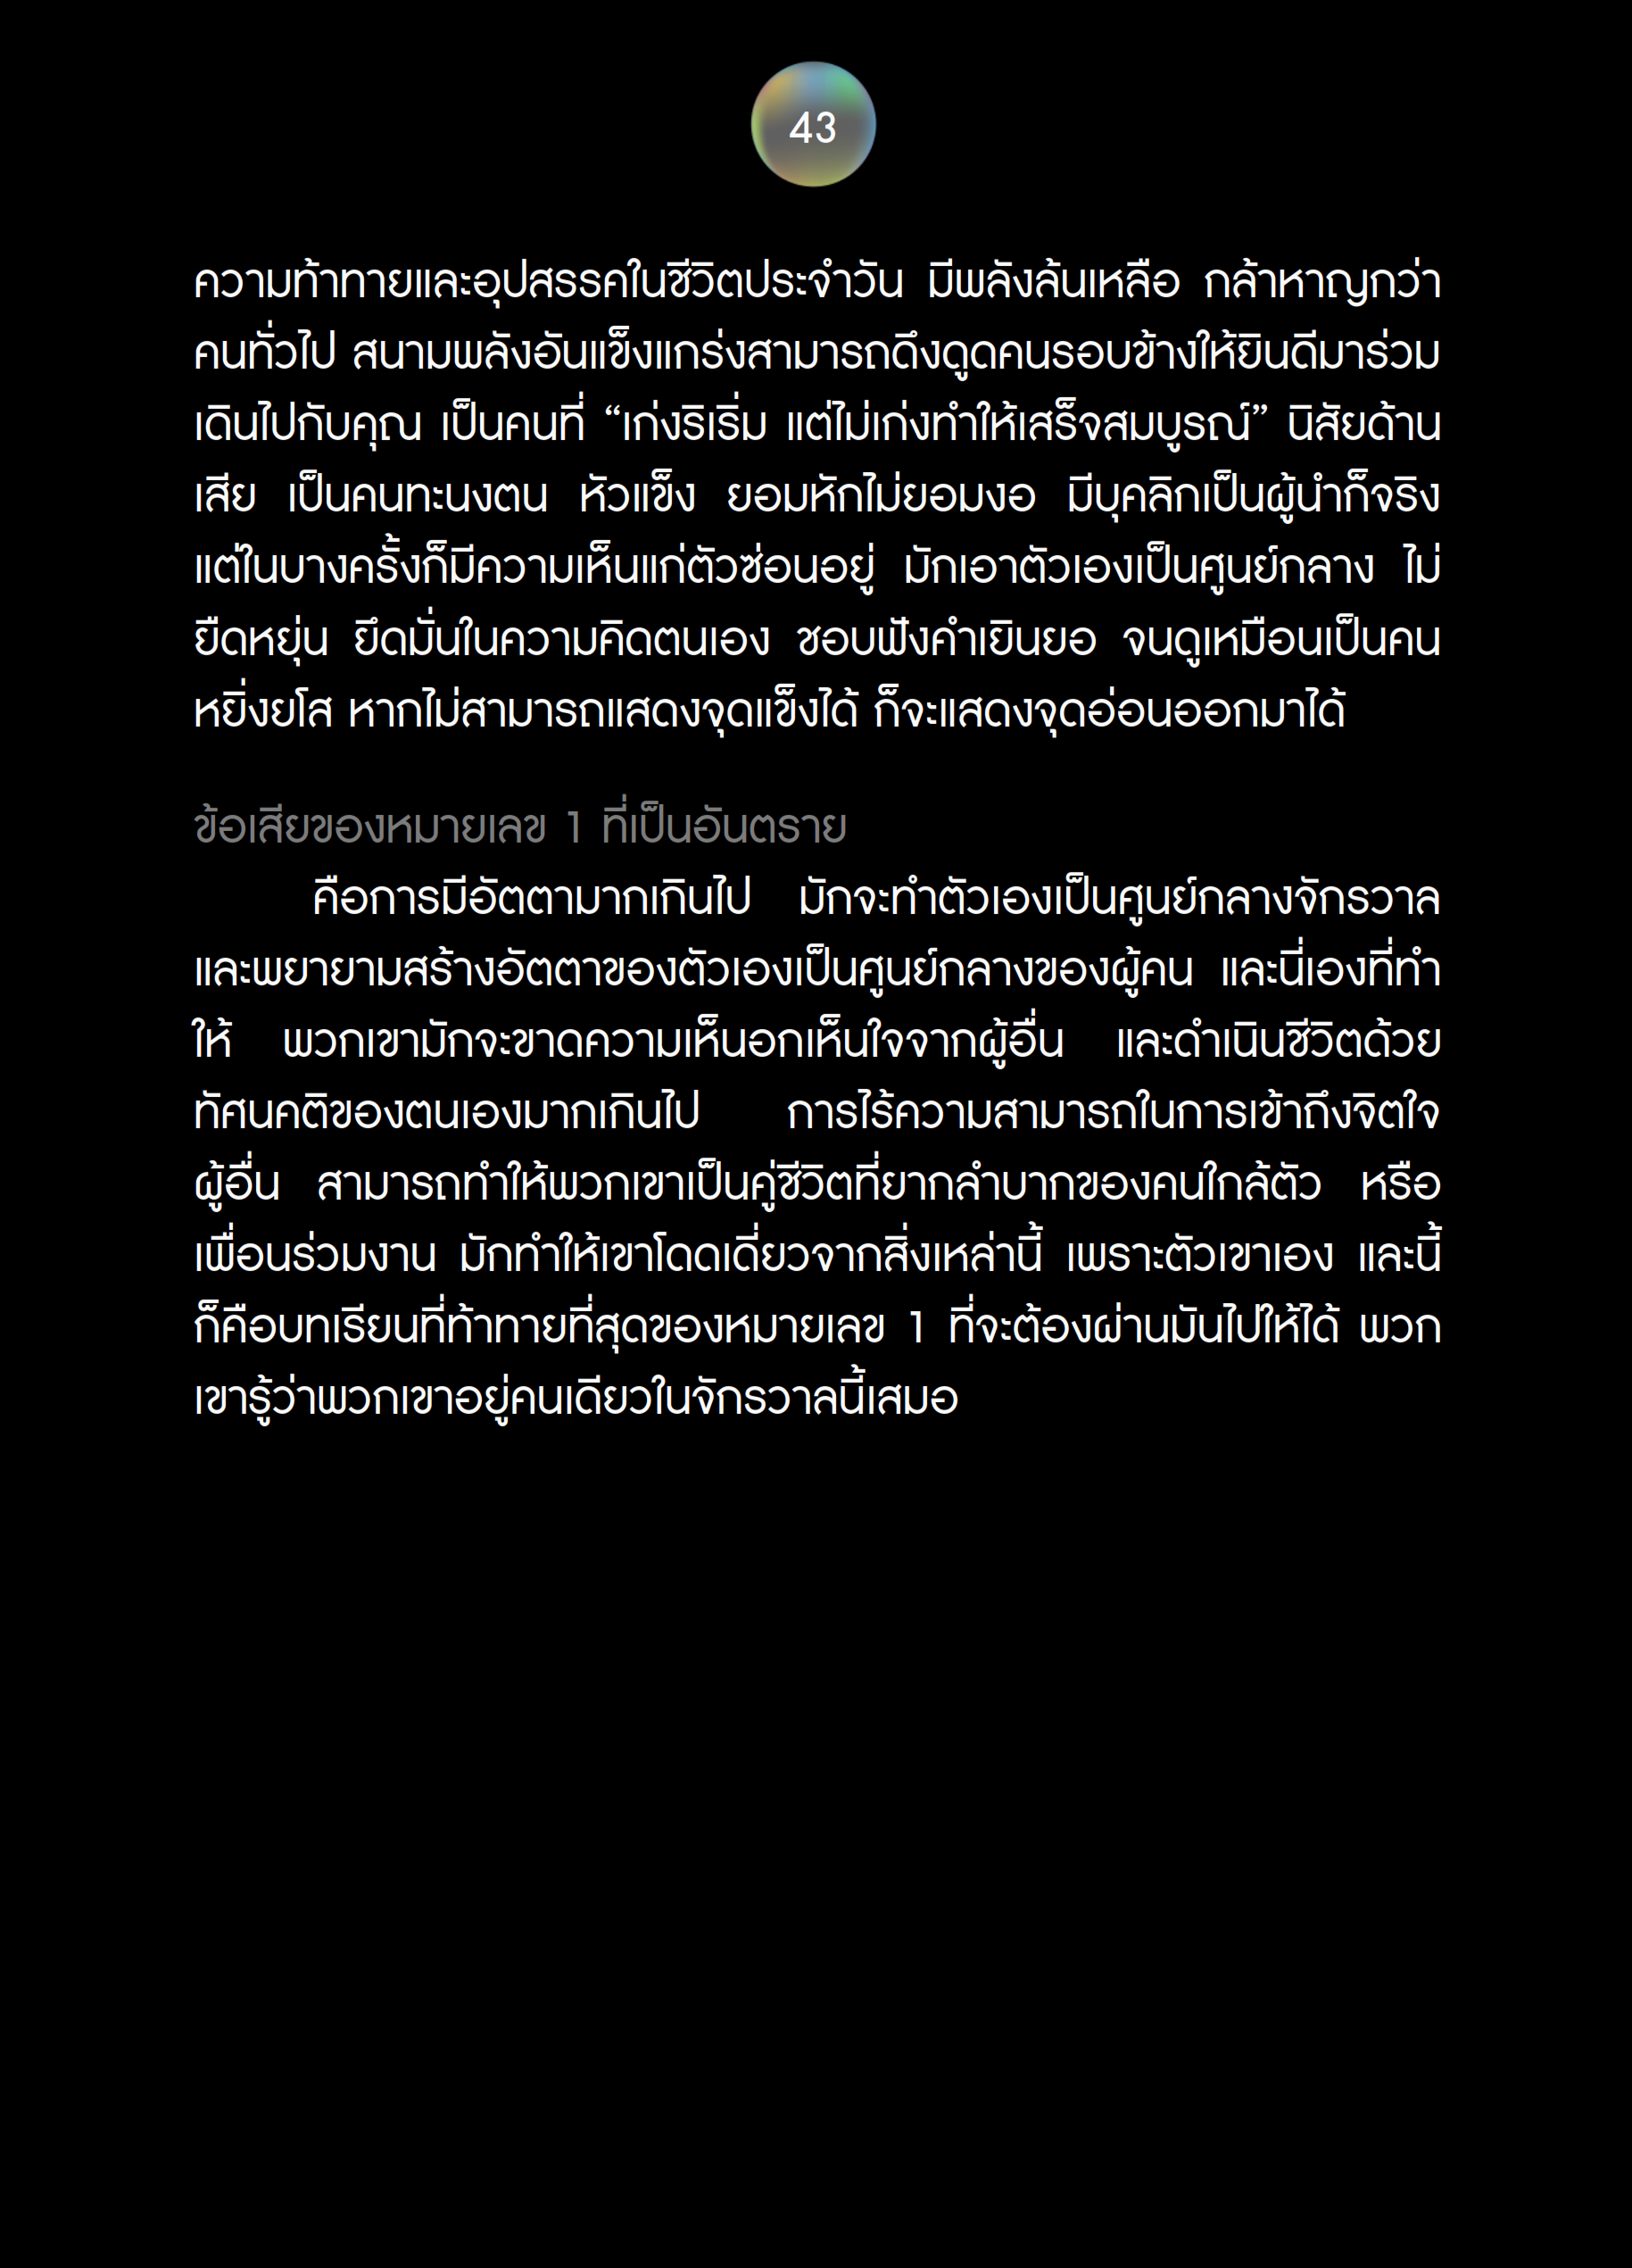 43
ความท้าทายและอุปสรรคในชีวิตประจำวัน มีพลังล้นเหลือ กล้าหาญกว่า
คนทั่วไป สนามพลังอันแข็งแกร่งสามารถดึงดูดคนรอบข้างให้ยินดีมาร่วม
เดินไปกับคุณ เป็นคนที่ “เก่งริเริ่ม แต่ไม่เก่งทำให้เสร็จสมบูรณ์” นิสัยด้าน
เสีย เป็นคนทะนงตน หัวแข็ง ยอมหักไม่ยอมงอ มีบุคลิกเป็นผู้นำก็จริง
แต่ในบางครั้งก็มีความเห็นแก่ตัวซ่อนอยู่ มักเอาตัวเองเป็นศูนย์กลาง ไม่
ยืดหยุ่น ยึดมั่นในความคิดตนเอง ชอบฟังคำเยินยอ จนดูเหมือนเป็นคน
หยิ่งยโส หากไม่สามารถแสดงจุดแข็งได้ ก็จะแสดงจุดอ่อนออกมาได้
ข้อเสียของหมายเลข 1 ที่เป็นอันตราย
คือการมีอัตตามากเกินไป มักจะทำตัวเองเป็นศูนย์กลางจักรวาล
และพยายามสร้างอัตตาของตัวเองเป็นศูนย์กลางของผู้คน และนี่เองที่ทำ
ให้ พวกเขามักจะขาดความเห็นอกเห็นใจจากผู้อื่น และดำเนินชีวิตด้วย
ทัศนคติของตนเองมากเกินไป การไร้ความสามารถในการเข้าถึงจิตใจ
ผู้อื่น สามารถทำให้พวกเขาเป็นคู่ชีวิตที่ยากลำบากของคนใกล้ตัว หรือ
เพื่อนร่วมงาน มักทำให้เขาโดดเดี่ยวจากสิ่งเหล่านี้ เพราะตัวเขาเอง และนี้
ก็คือบทเรียนที่ท้าทายที่สุดของหมายเลข 1 ที่จะต้องผ่านมันไปให้ได้ พวก
เขารู้ว่าพวกเขาอยู่คนเดียวในจักรวาลนี้เสมอ